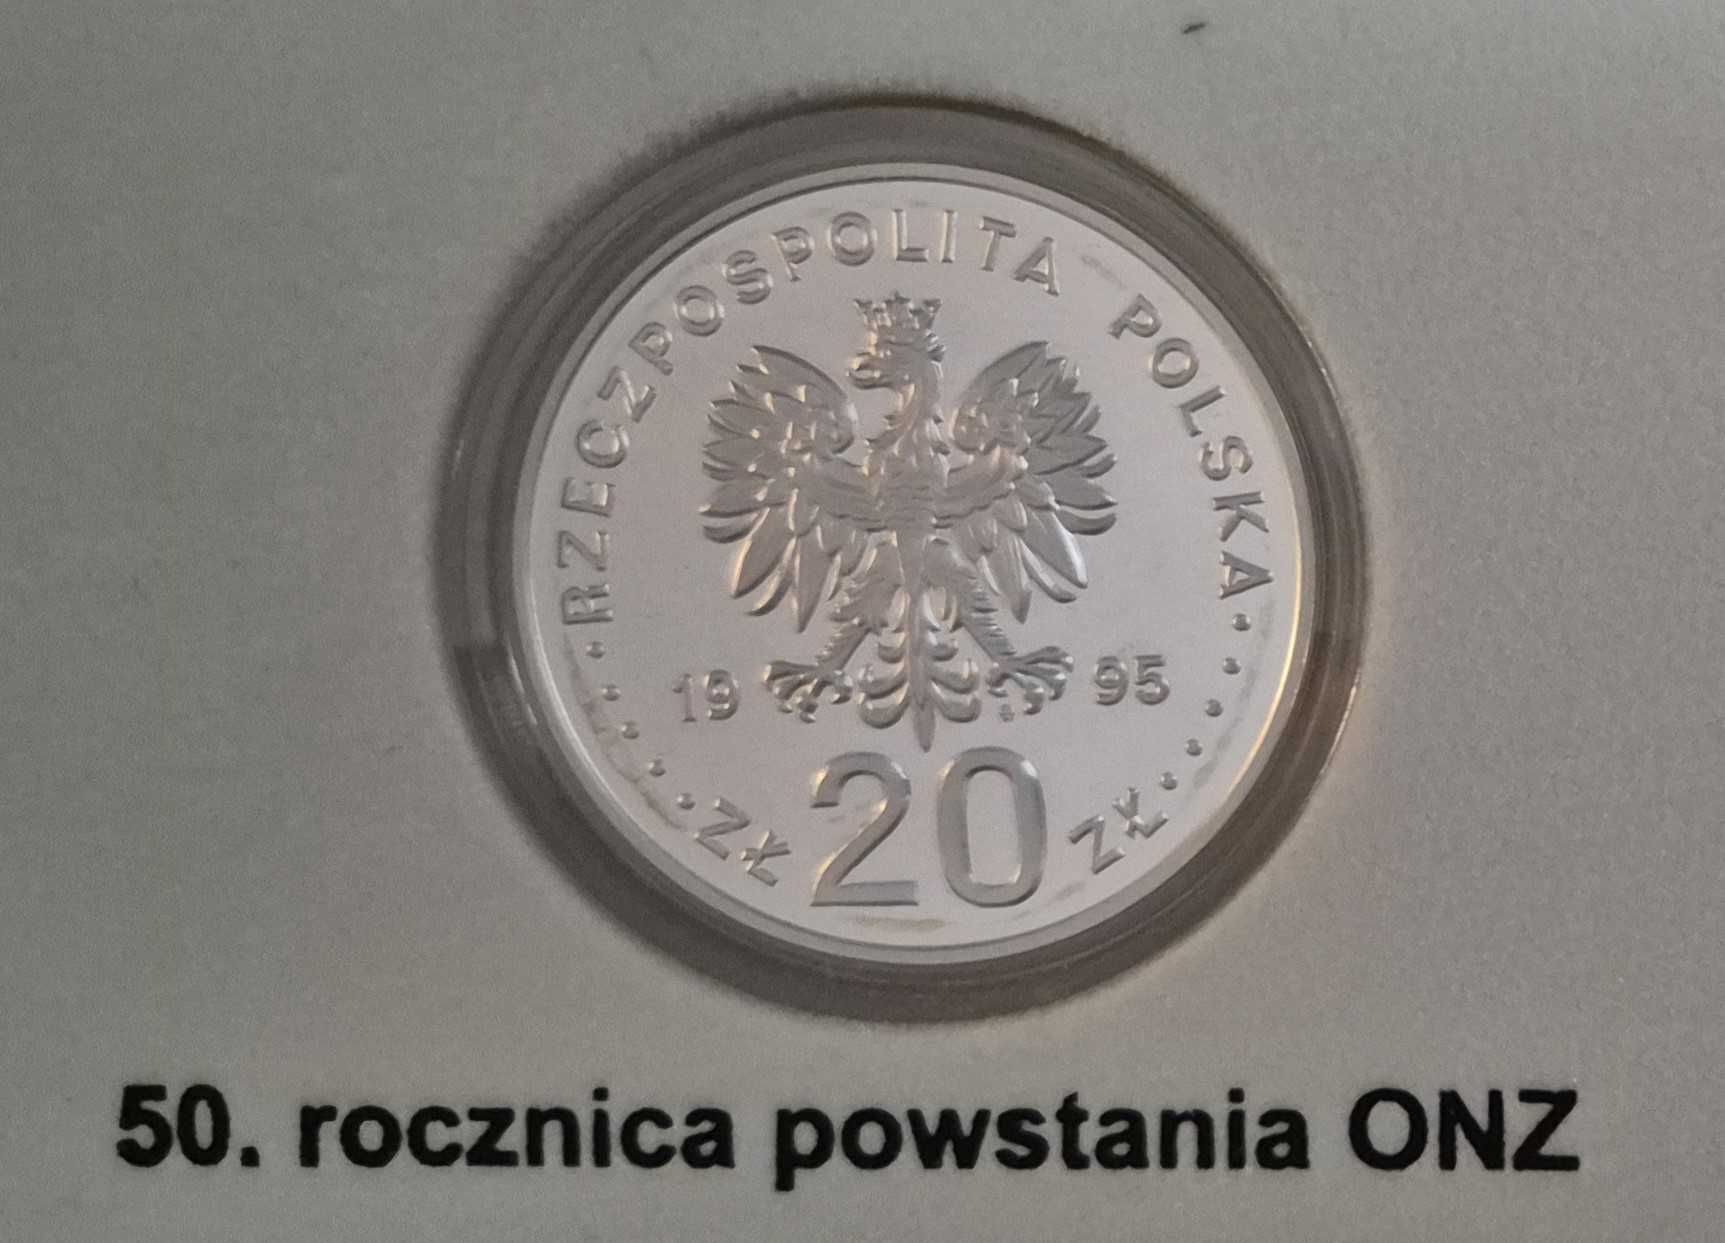 RZECZPOSPOLITA POLSKA
19 95
ZŁ 20 ZŁ
50. rocznica powstania ONZ